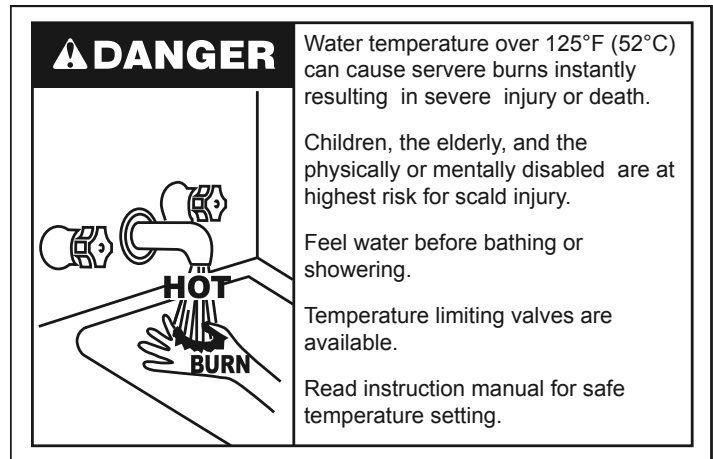 DANGER
Water temperature over 125°F (52°C)
can cause servere burns instantly
resulting in severe injury or death.
Children, the elderly, and the
physically or mentally disabled are at
highest risk for scald injury.
Feel water before bathing or
showering.
Temperature limiting valves are
available.
Read instruction manual for safe
temperature setting.
HOT
BURN